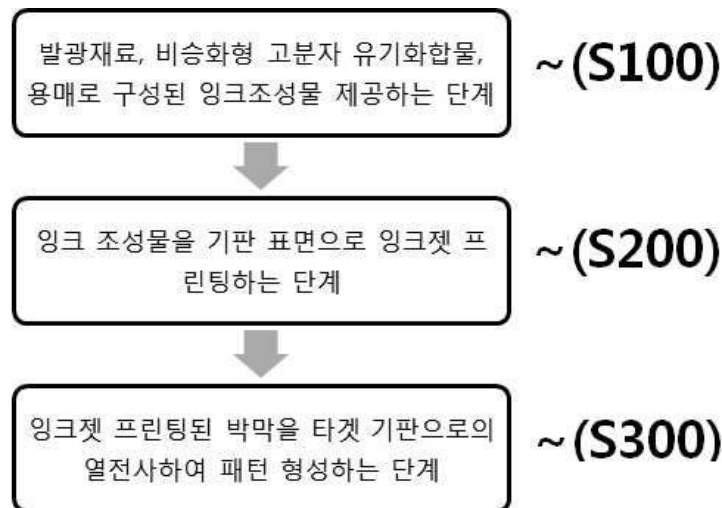 발광재료, 비승화형 고분자 유기화합물,
용매로 구성된 잉크조성물 제공하는 단계
~(S100)
잉크 조성물을 기판 표면으로 잉크젯 프
린팅하는 단계
~(S200)
잉크젯 프린팅된 박막을 타겟 기판으로의
열전사하여 패턴 형성하는 단계
~(S300)